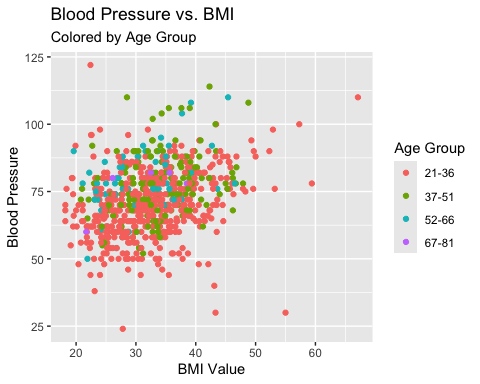 Blood Pressure vs. BMI
Colored by Age Group
125
100
75
50
25
Blood Pressure
20 30 40 50 60
BMI Value
Age Group
21-36
37-51
52-66
67-81